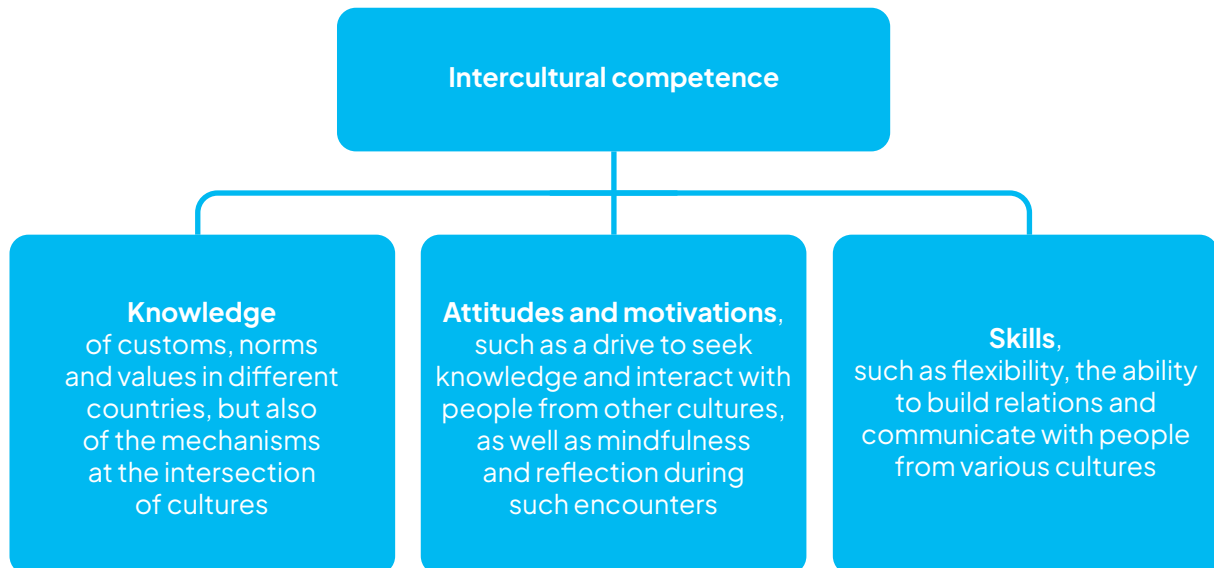 Intercultural competence
Knowledge
of customs, norms
and values in different
countries, but also
of the mechanisms
at the intersection
of cultures
Attitudes and motivations,
such as a drive to seek
knowledge and interact with
people from other cultures,
as well as mindfulness
and reflection during
such encounters
Skills,
such as flexibility, the ability
to build relations and
communicate with people
from various cultures